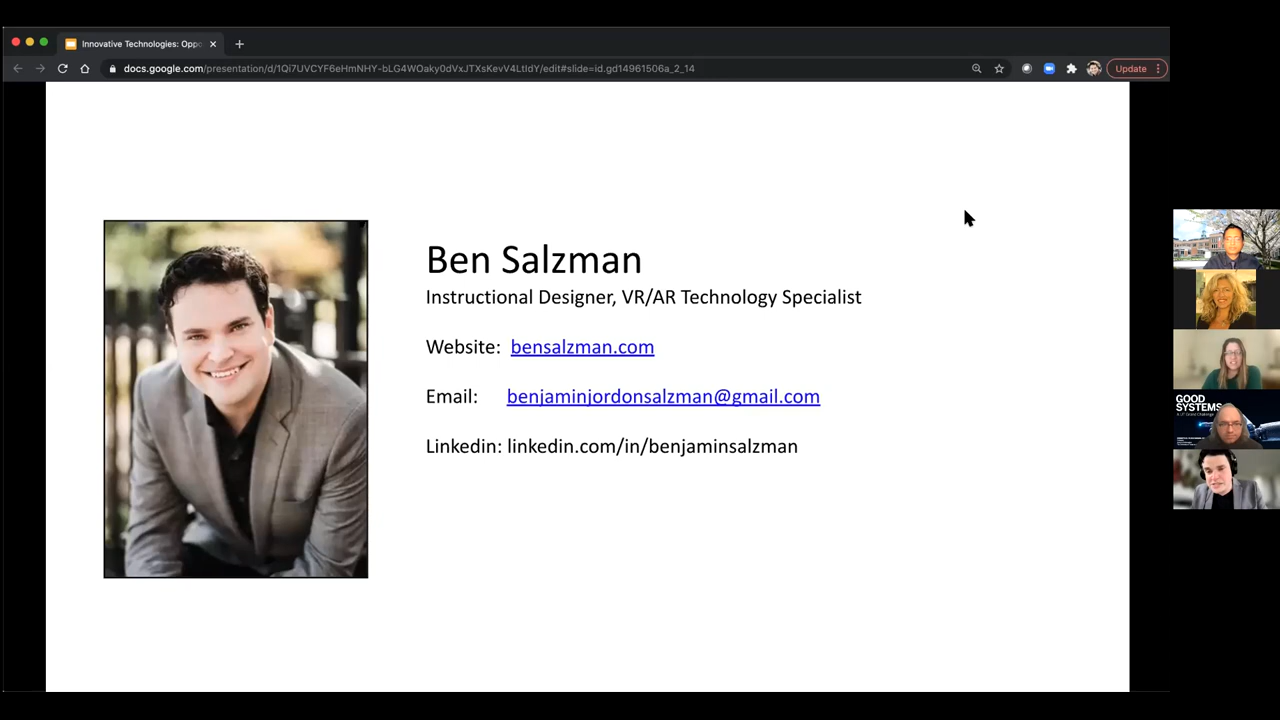 Innovative Technologies: Oppo
docs.google.com/presentation/d/1Qi7UVCYF6eHmNHY-bLG4WOaky0dVxJTXsKevV4LtIdY/edit#slide=id.gd14961506a_2_14
Update
Ben Salzman
Instructional Designer, VR/AR Technology Specialist
Website: bensalzman.com
Email: benjaminjordonsalzman@gmail.com
Linkedin: linkedin.com/in/benjaminsalzman
GOOD
SYSTEMS